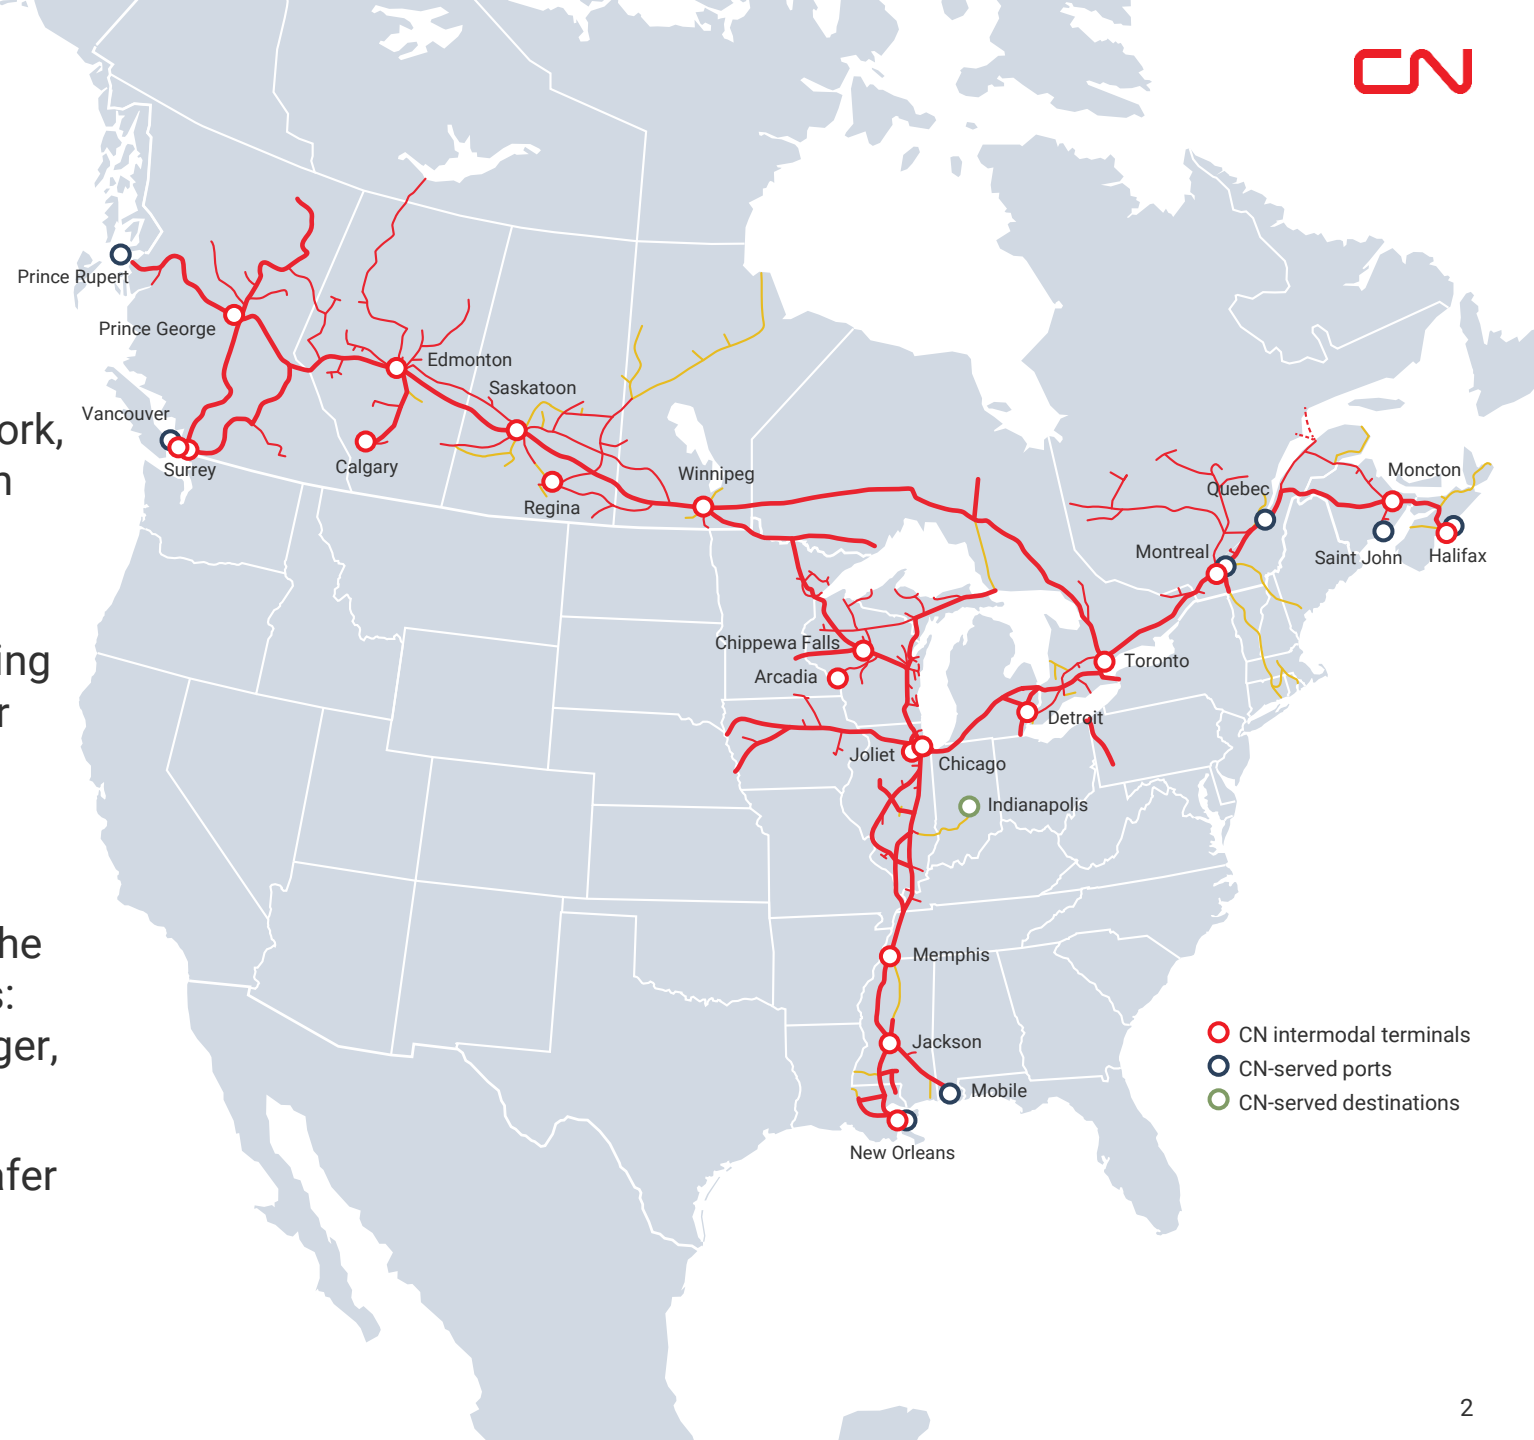 CN
ork,
n
ing
r
he
s:
ger,
afer
Prince Rupert
Prince George
Edmonton
Saskatoon
Vancouver
Surrey
Calgary
Regina
Winnipeg
Moncton
Quebec
Montreal
Saint John
Halifax
Chippewa Falls
Arcadia
Toronto
Detroit
Joliet
Chicago
Indianapolis
Memphis
Jackson
Mobile
New Orleans
CN intermodal terminals
CN-served ports
CN-served destinations
2